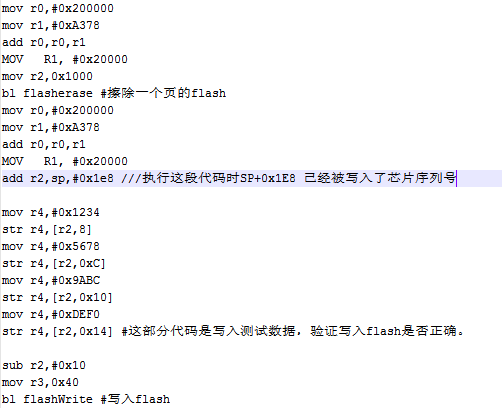 mov r0,#0x200000
mov r1,#0xA378
add r0,r0,r1
MOV   R1, #0x20000
mov r2,0x1000
bl flasherase #擦除一个页的flash
mov r0,#0x200000
mov r1,#0xA378
add r0,r0,r1
MOV   R1, #0x20000
add r2,sp,#0x1e8 ///执行这段代码时SP+0x1E8 已经被写入了芯片序列号
mov r4,#0x1234
str r4,[r2,8]
mov r4,#0x5678
str r4,[r2,0xC]
mov r4,#0x9ABC
str r4,[r2,0x10]
mov r4,#0xDEF0
str r4,[r2,0x14] #这部分代码是写入测试数据，验证写入flash是否正确。
sub r2,#0x10
mov r3,0x40
bl flashWrite #写入flash